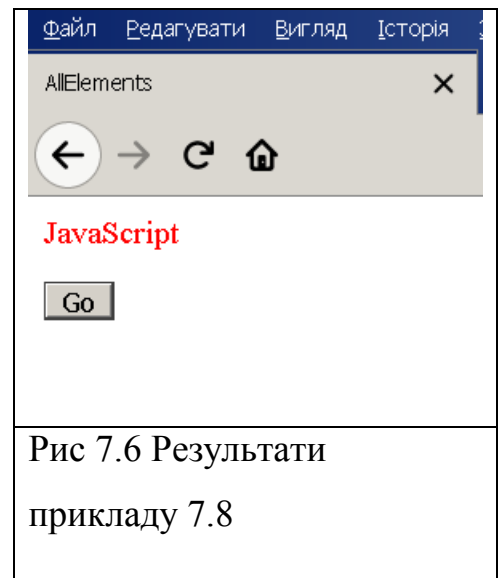 Файл Редагувати Вигляд Історія
AllElements
JavaScript
Go
Рис 7.6 Результати
прикладу 7.8